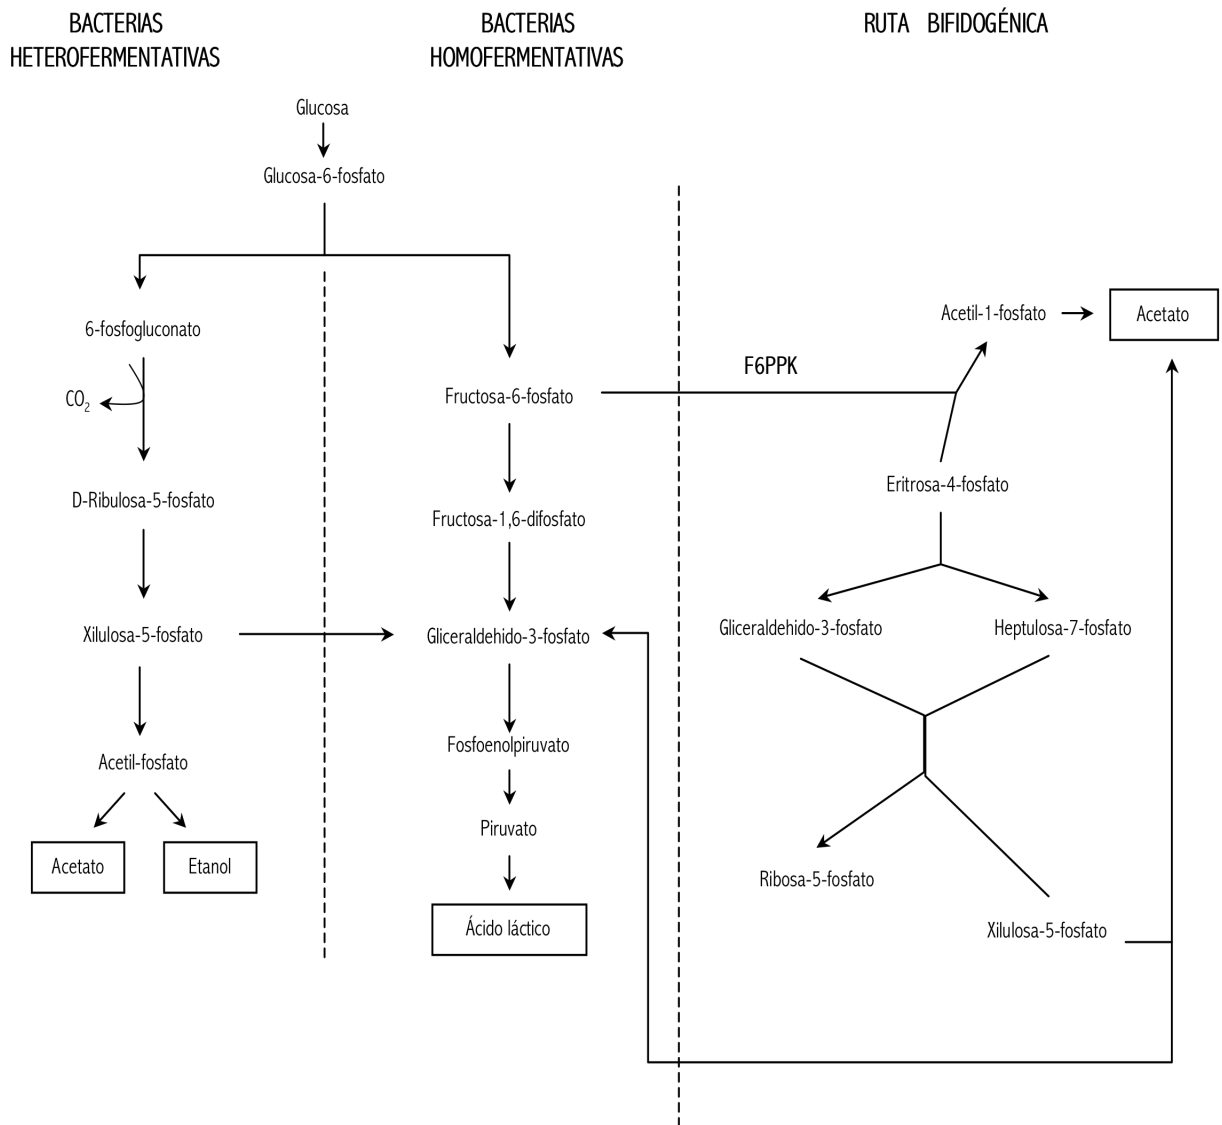 BACTERIAS
HETEROFERMENTATIVAS
BACTERIAS
HOMOFERMENTATIVAS
RUTA BIFIDOGÉNICA
Glucosa
Glucosa-6-fosfato
6-fosfogluconato
CO₂
D-Ribulosa-5-fosfato
Xilulosa-5-fosfato
Acetil-fosfato
Acetato
Etanol
Fructosa-6-fosfato
Fructosa-1,6-difosfato
Gliceraldehido-3-fosfato
Fosfoenolpiruvato
Piruvato
Ácido láctico
F6PPK
Acetil-1-fosfato
Acetato
Eritrosa-4-fosfato
Gliceraldehido-3-fosfato
Heptulosa-7-fosfato
Ribosa-5-fosfato
Xilulosa-5-fosfato